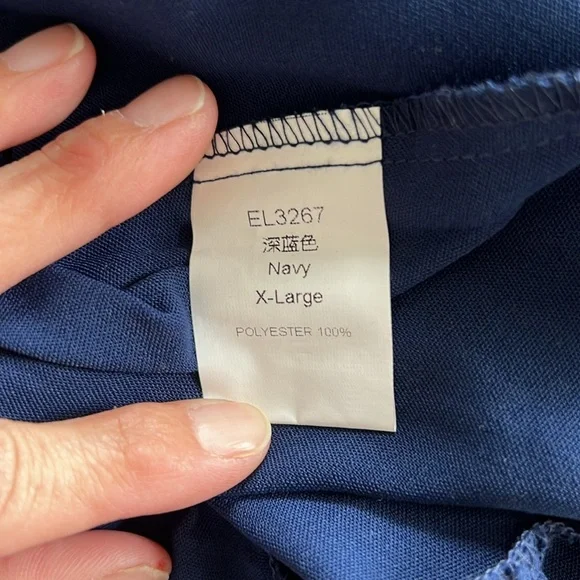 EL3267
深蓝色
Navy
X-Large
POLYESTER 100%